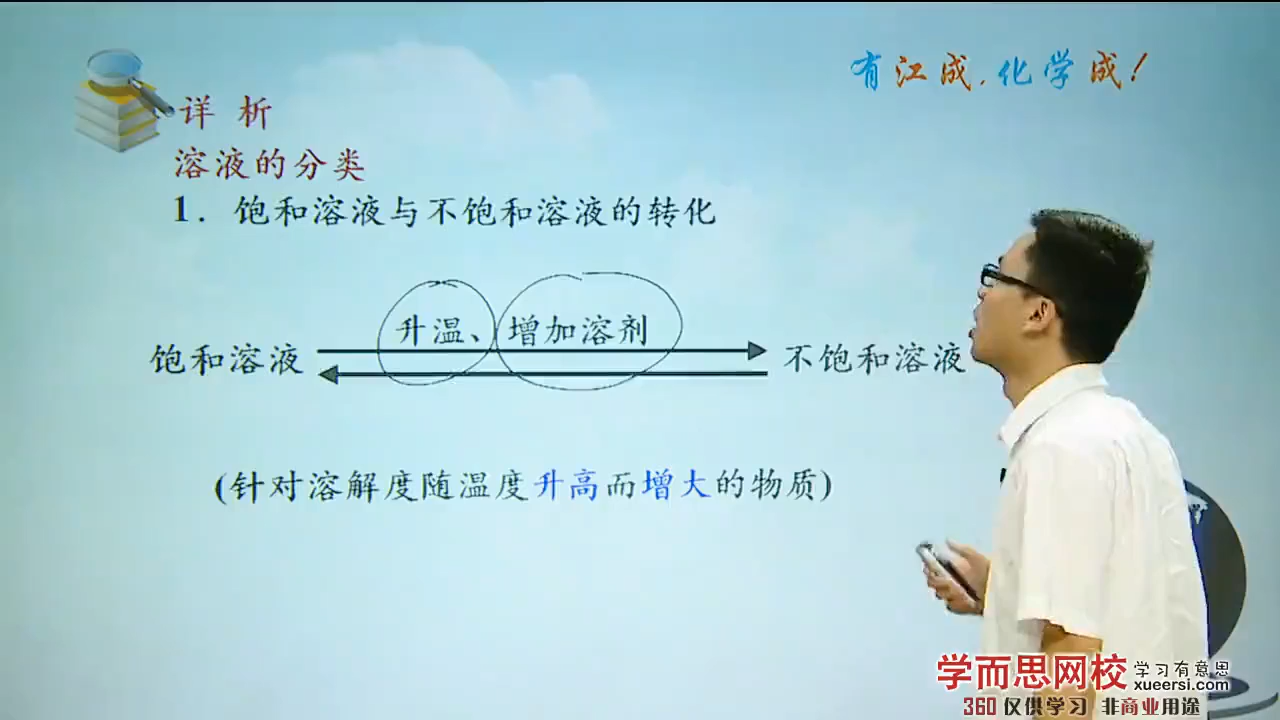 有江成,化学成!
详 析
溶液的分类
1. 饱和溶液与不饱和溶液的转化
升温、增加溶剂
饱和溶液
不饱和溶液
(针对溶解度随温度升高而增大的物质)
学而思网校 学习有意思
xueersi.com
360 仅供学习 非商业用途